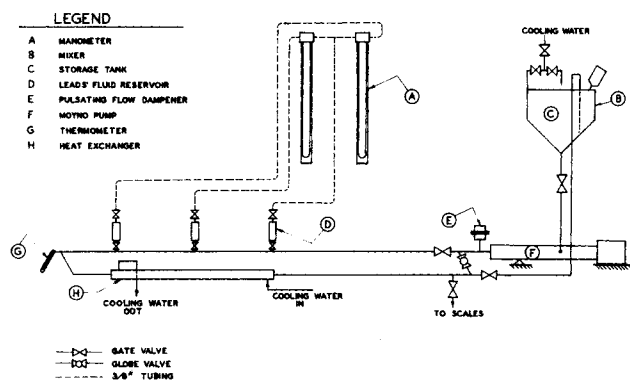 LEGEND
A MANOMETER
B MIXER
C STORAGE TANK
D LEADS' FLUID RESERVOIR
E PULSATING FLOW DAMPENER
F MOYNO PUMP
G THERMOMETER
H HEAT EXCHANGER
COOLING WATER
A
B
C
D
E
F
G
H
COOLING WATER OUT
COOLING WATER IN
TO SCALES
GATE VALVE
GLOBE VALVE
3/8" TUBING